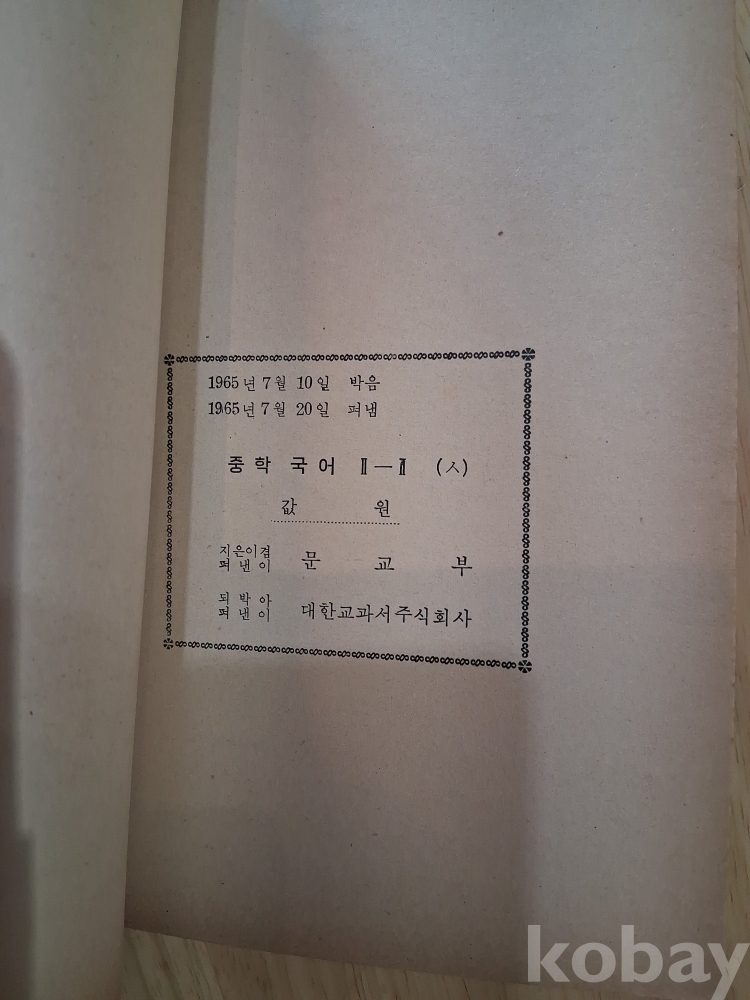 1965년 7월 10일 박음
1965년 7월 20일 펴냄
중학 국어 Ⅱ—Ⅱ (ㅅ)
값 원
지은이겸
펴낸이 문교부
되박아
펴낸이 대한교과서주식회사
kobay